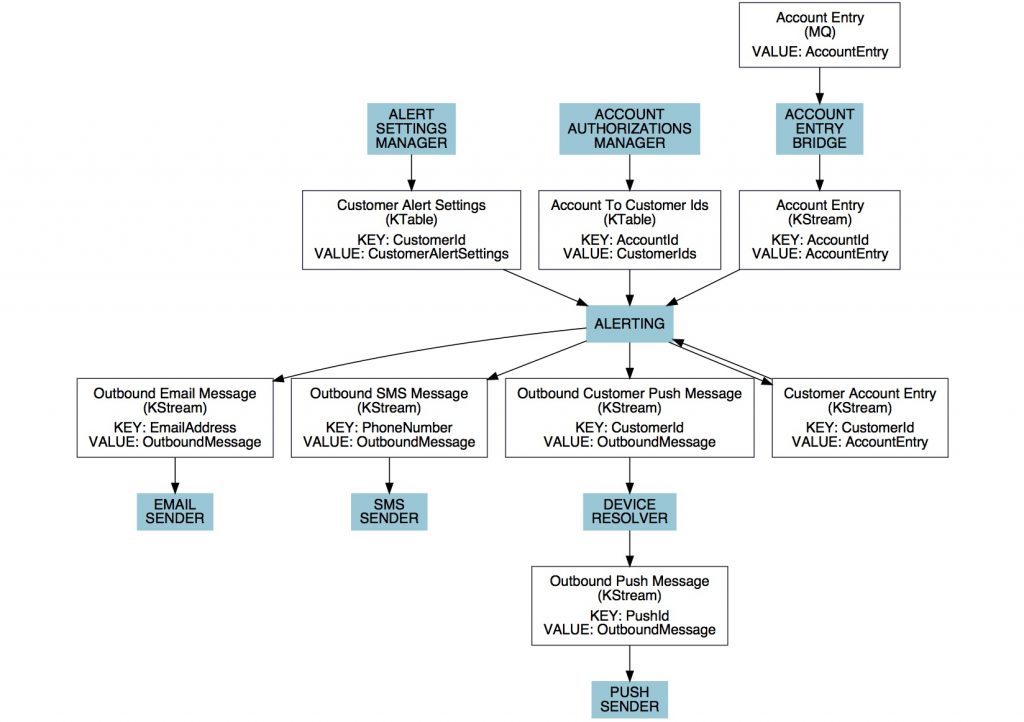 Account Entry
(MQ)
VALUE: AccountEntry
ALERT
SETTINGS
MANAGER
ACCOUNT
AUTHORIZATIONS
MANAGER
ACCOUNT
ENTRY
BRIDGE
Customer Alert Settings
(KTable)
KEY: CustomerId
VALUE: CustomerAlertSettings
Account To Customer Ids
(KTable)
KEY: AccountId
VALUE: CustomerIds
Account Entry
(KStream)
KEY: AccountId
VALUE: AccountEntry
ALERTING
Outbound Email Message
(KStream)
KEY: EmailAddress
VALUE: OutboundMessage
Outbound SMS Message
(KStream)
KEY: PhoneNumber
VALUE: OutboundMessage
Outbound Customer Push Message
(KStream)
KEY: CustomerId
VALUE: OutboundMessage
Customer Account Entry
(KStream)
KEY: CustomerId
VALUE: AccountEntry
EMAIL
SENDER
SMS
SENDER
DEVICE
RESOLVER
Outbound Push Message
(KStream)
KEY: PushId
VALUE: OutboundMessage
PUSH
SENDER